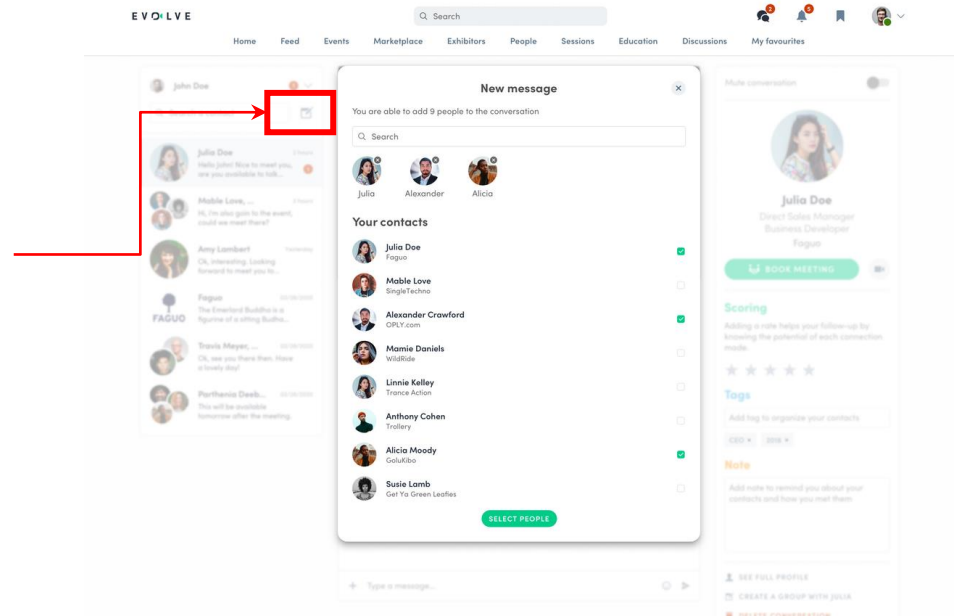 EVOLVE
Search
2
5
Home Feed Events Marketplace Exhibitors People Sessions Education Discussions My favourites
John Doe
Julia Doe
Hello John! Nice to meet you,
are you available to talk...
Mable Love, ...
Hi, I'm also goin to the event,
could we meet there?
Amy Lambert Yesterday
Ok, interesting. Looking
forward to meet you to...
Faguo
FAGUO
The Emerlard Buddha is a
figurine of a sitting Budha...
Travis Meyer, ...
Ok, see you there then. Have
a lovely day!
Parthenia Deeb...
This will be available
tomorrow after the meeting
New message
You are able to add 9 people to the conversation
Search
Julia Alexander Alicia
Your contacts
Julia Doe
Faguo
Mable Love
SingleTechno
Alexander Crawford
OPLY.com
Mamie Daniels
WildRide
Linnie Kelley
Trance Action
Anthony Cohen
Trollery
Alicia Moody
GoluKibo
Susie Lamb
Get Ya Green Leafies
SELECT PEOPLE
Type a message...
Mute conversation
Julia Doe
Direct Sales Manager
Business Developer
Faguo
BOOK MEETING
Scoring
Adding a rate helps your follow-up by
knowing the potential of each connection
made.
Tags
Add tag to organize your contacts
CEO
Note
Add note to remind you about your
contacts and how you met them
SEE FULL PROFILE
CREATE A GROUP WITH JULIA
DELETE CONVERSATION